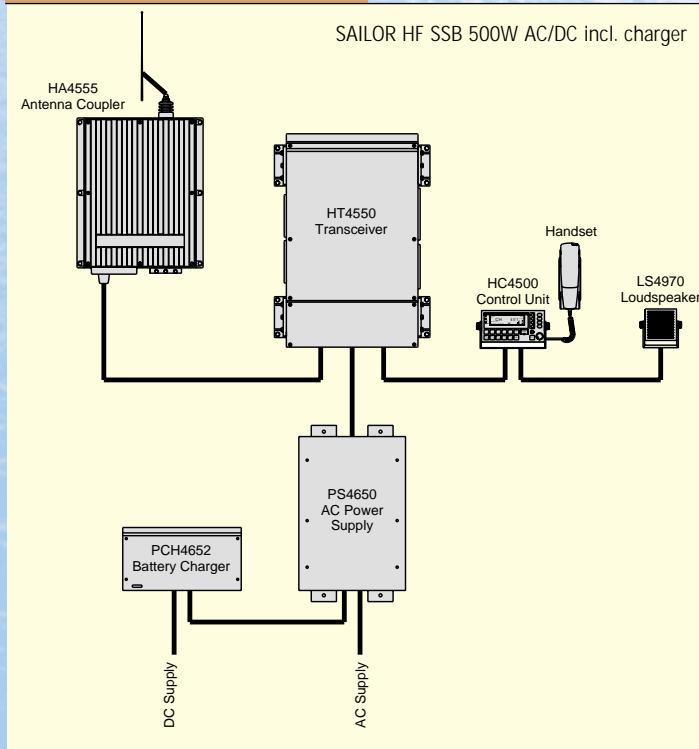 SAILOR HF SSB 500W AC/DC incl. charger
HA4555
Antenna Coupler
HT4550
Transceiver
Handset
HC4500
Control Unit
LS4970
Loudspeaker
PS4650
AC Power
Supply
PCH4652
Battery Charger
DC Supply
AC Supply